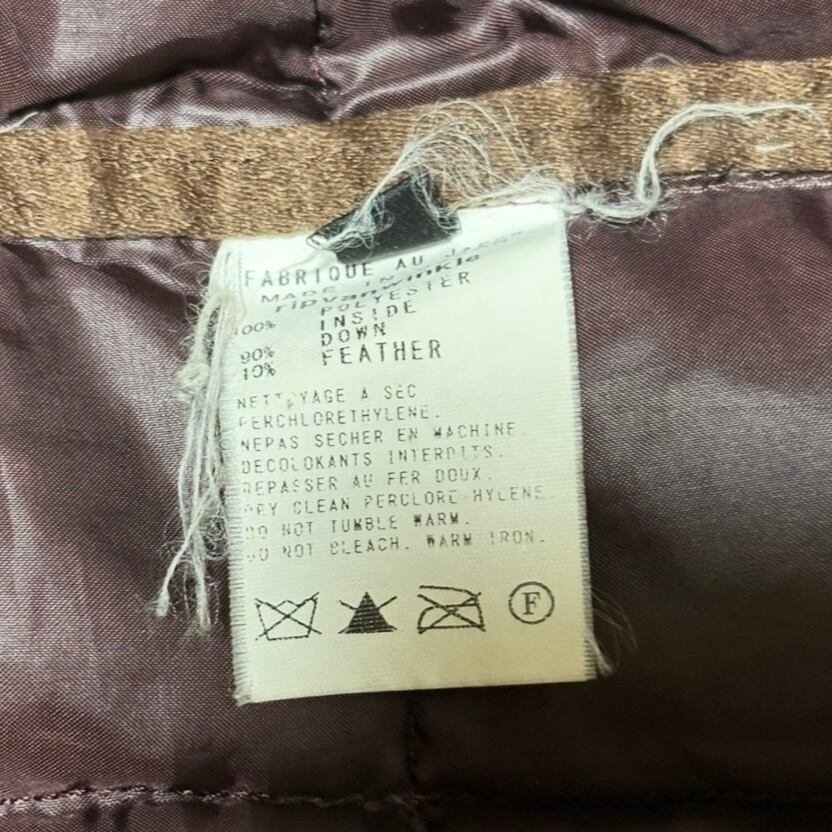 FABRIQUE AU JAPON
MADE IN
ripvanwinkle
POLYESTER
100% INSIDE
DOWN
90% FEATHER
10%
NETTOYAGE A SEC
PERCHLORETHYLENE.
NEPAS SECHER EN MACHINE.
DECOLOKANTS INTERDITS.
REPASSER AU FER DOUX.
DRY CLEAN PERCLORE HYLENE.
DO NOT TUMBLE WARM.
DO NOT BLEACH. WARM IRON.
F